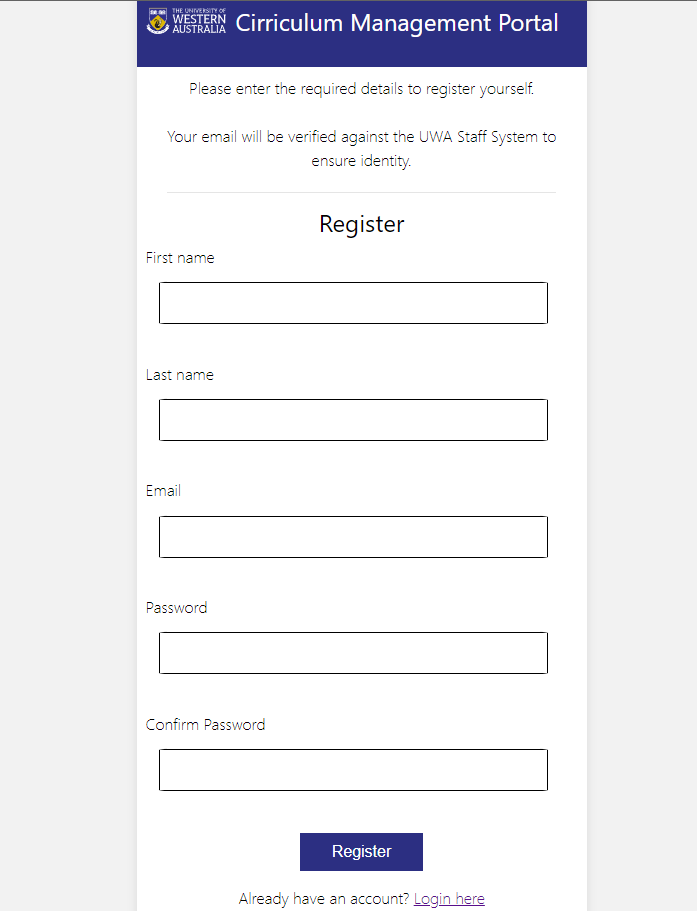 THE UNIVERSITY OF
WESTERN
AUSTRALIA
Cirriculum Management Portal
Please enter the required details to register yourself.
Your email will be verified against the UWA Staff System to
ensure identity.
Register
First name
Last name
Email
Password
Confirm Password
Register
Already have an account? Login here